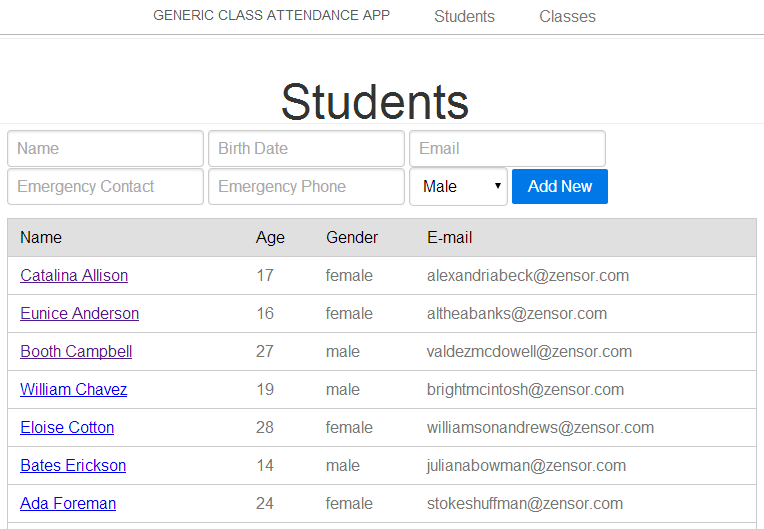 GENERIC CLASS ATTENDANCE APP Students Classes
Students
Name Birth Date Email
Emergency Contact Emergency Phone Male Add New
Name Age Gender E-mail
Catalina Allison 17 female alexandriabeck@zensor.com
Eunice Anderson 16 female altheabanks@zensor.com
Booth Campbell 27 male valdezmcdowell@zensor.com
William Chavez 19 male brightmcintosh@zensor.com
Eloise Cotton 28 female williamsonandrews@zensor.com
Bates Erickson 14 male julianabowman@zensor.com
Ada Foreman 24 female stokeshuffman@zensor.com